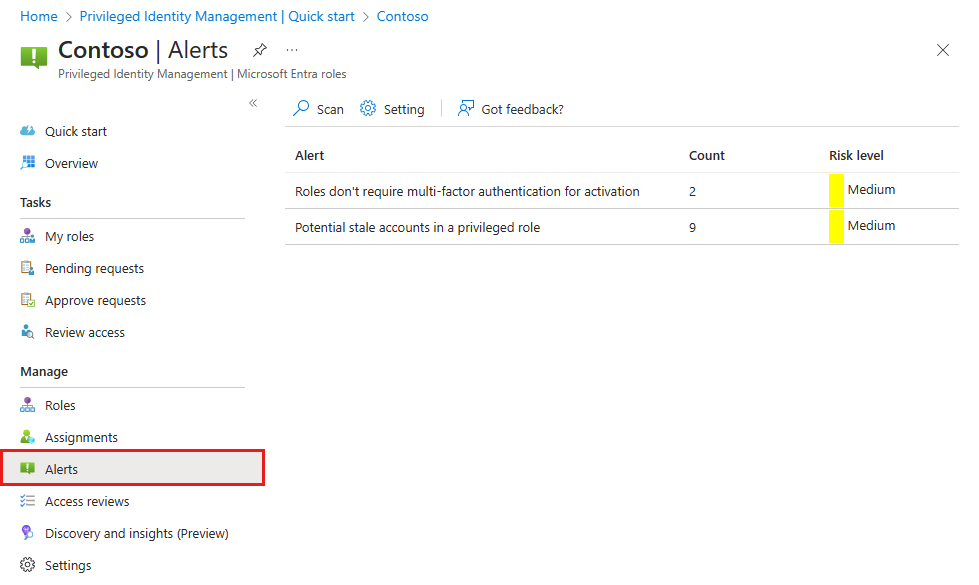 Home > Privileged Identity Management | Quick start > Contoso
Contoso | Alerts ...
Privileged Identity Management | Microsoft Entra roles
«
Quick start
Overview
Tasks
My roles
Pending requests
Approve requests
Review access
Manage
Roles
Assignments
Alerts
Access reviews
Discovery and insights (Preview)
Settings
Scan Setting Got feedback?
Alert Count Risk level
Roles don't require multi-factor authentication for activation 2 Medium
Potential stale accounts in a privileged role 9 Medium